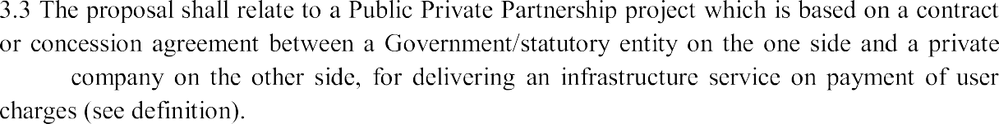 3.3 The proposal shall relate to a Public Private Partnership project which is based on a contract
or concession agreement between a Government/statutory entity on the one side and a private
company on the other side, for delivering an infrastructure service on payment of user
charges (see definition).